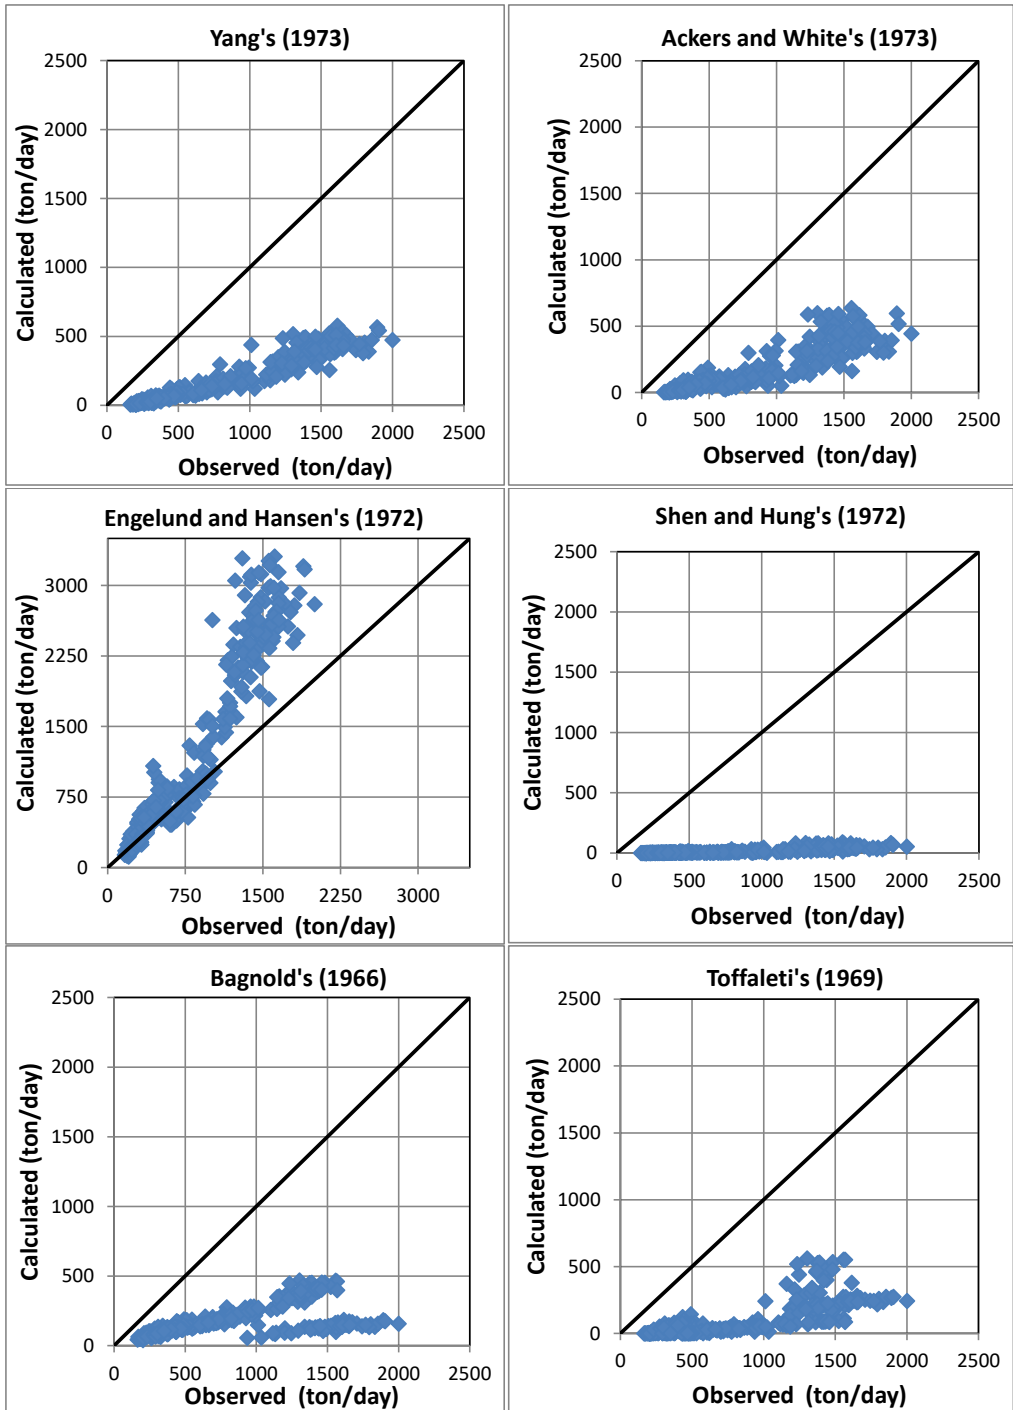 Yang's (1973)
2500
2000
1500
1000
500
0
Calculated (ton/day)
0 500 1000 1500 2000 2500
Observed (ton/day)
Ackers and White's (1973)
2500
2000
1500
1000
500
0
Calculated (ton/day)
0 500 1000 1500 2000 2500
Observed (ton/day)
Engelund and Hansen's (1972)
3000
2250
1500
750
0
Calculated (ton/day)
0 750 1500 2250 3000
Observed (ton/day)
Shen and Hung's (1972)
2500
2000
1500
1000
500
0
Calculated (ton/day)
0 500 1000 1500 2000 2500
Observed (ton/day)
Bagnold's (1966)
2500
2000
1500
1000
500
0
Calculated (ton/day)
0 500 1000 1500 2000 2500
Observed (ton/day)
Toffaleti's (1969)
2500
2000
1500
1000
500
0
Calculated (ton/day)
0 500 1000 1500 2000 2500
Observed (ton/day)